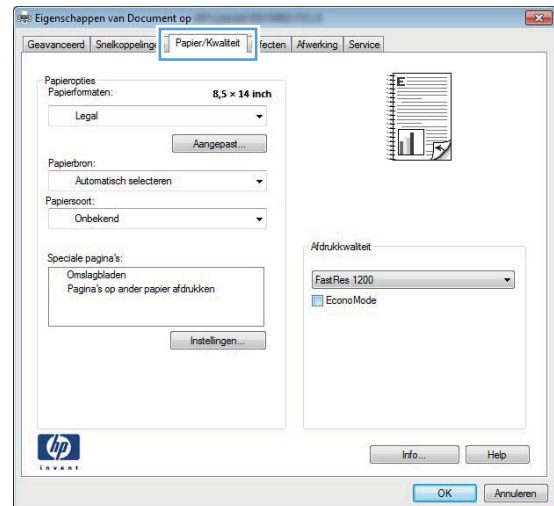 Eigenschappen van Document op
Geavanceerd Snelkoppeling Papier/Kwaliteit fecten Afwerking Service
Papieropties
Papierformaten: 8,5 × 14 inch
Legal
Aangepast...
Papierbron:
Automatisch selecteren
Papiersoort:
Onbekend
Speciale pagina's:
Omslagbladen
Pagina's op ander papier afdrukken
Instellingen...
E
Afdrukkwaliteit
FastRes 1200
EconoMode
hp
invent
Info... Help
OK Annuleren